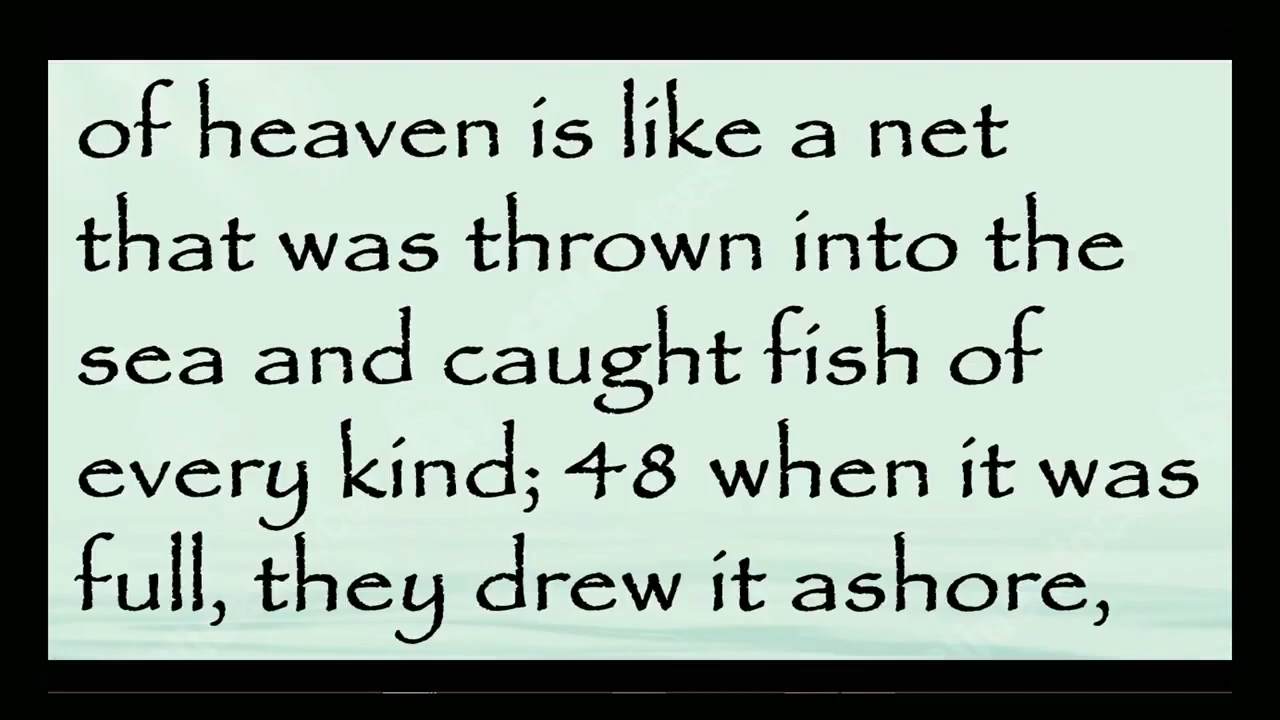 of heaven is like a net
that was thrown into the
sea and caught fish of
every kind; 48 when it was
full, they drew it ashore,